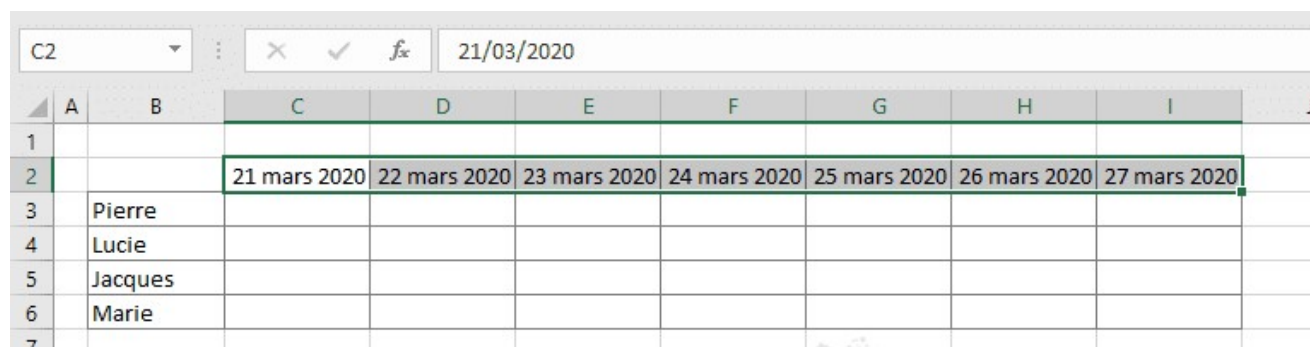 C2 fx 21/03/2020
A B C D E F G H I
1
2 21 mars 2020 22 mars 2020 23 mars 2020 24 mars 2020 25 mars 2020 26 mars 2020 27 mars 2020
3 Pierre
4 Lucie
5 Jacques
6 Marie
7